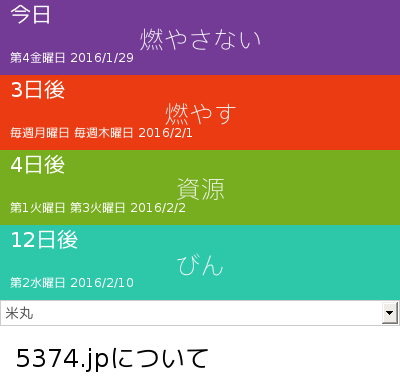 今日
燃やさない
第4金曜日 2016/1/29
3日後
燃やす
毎週月曜日 毎週木曜日 2016/2/1
4日後
資源
第1火曜日 第3火曜日 2016/2/2
12日後
びん
第2水曜日 2016/2/10
米丸
5374.jpについて